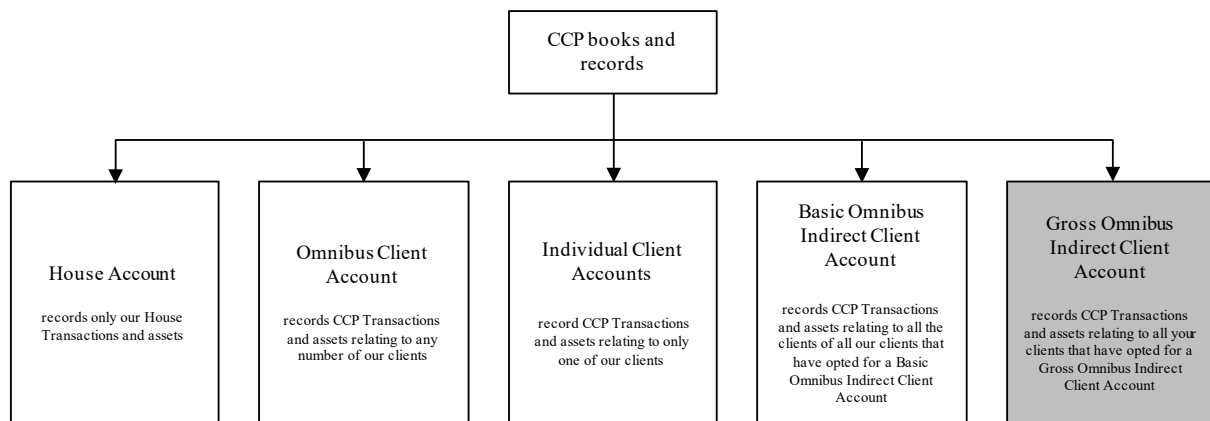 CCP books and
records
House Account
records only our House
Transactions and assets
Omnibus Client
Account
records CCP Transactions
and assets relating to any
number of our clients
Individual Client
Accounts
record CCP Transactions
and assets relating to only
one of our clients
Basic Omnibus
Indirect Client
Account
records CCP Transactions
and assets relating to all the
clients of all our clients that
have opted for a Basic
Omnibus Indirect Client
Account
Gross Omnibus
Indirect Client
Account
records CCP Transactions
and assets relating to all your
clients that have opted for a
Gross Omnibus Indirect
Client Account